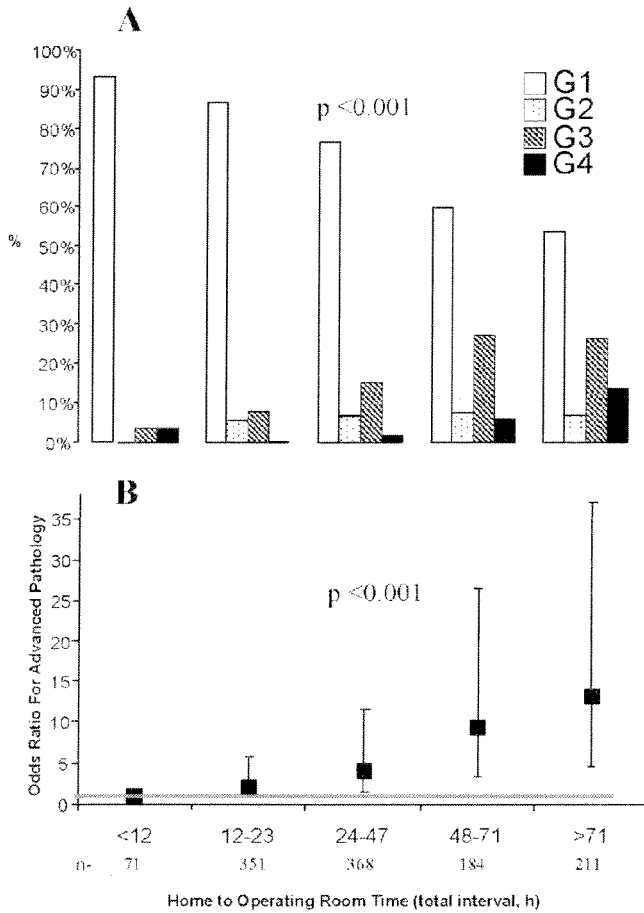 A
100%
90%
80%
70%
60%
%
50%
40%
30%
20%
10%
0%
p <0.001
G1
G2
G3
G4
B
Odds Ratio For Advanced Pathology
35
30
25
20
15
10
5
0
p <0.001
<12 12-23 24-47 48-71 >71
n- 71 351 368 184 211
Home to Operating Room Time (total interval, h)